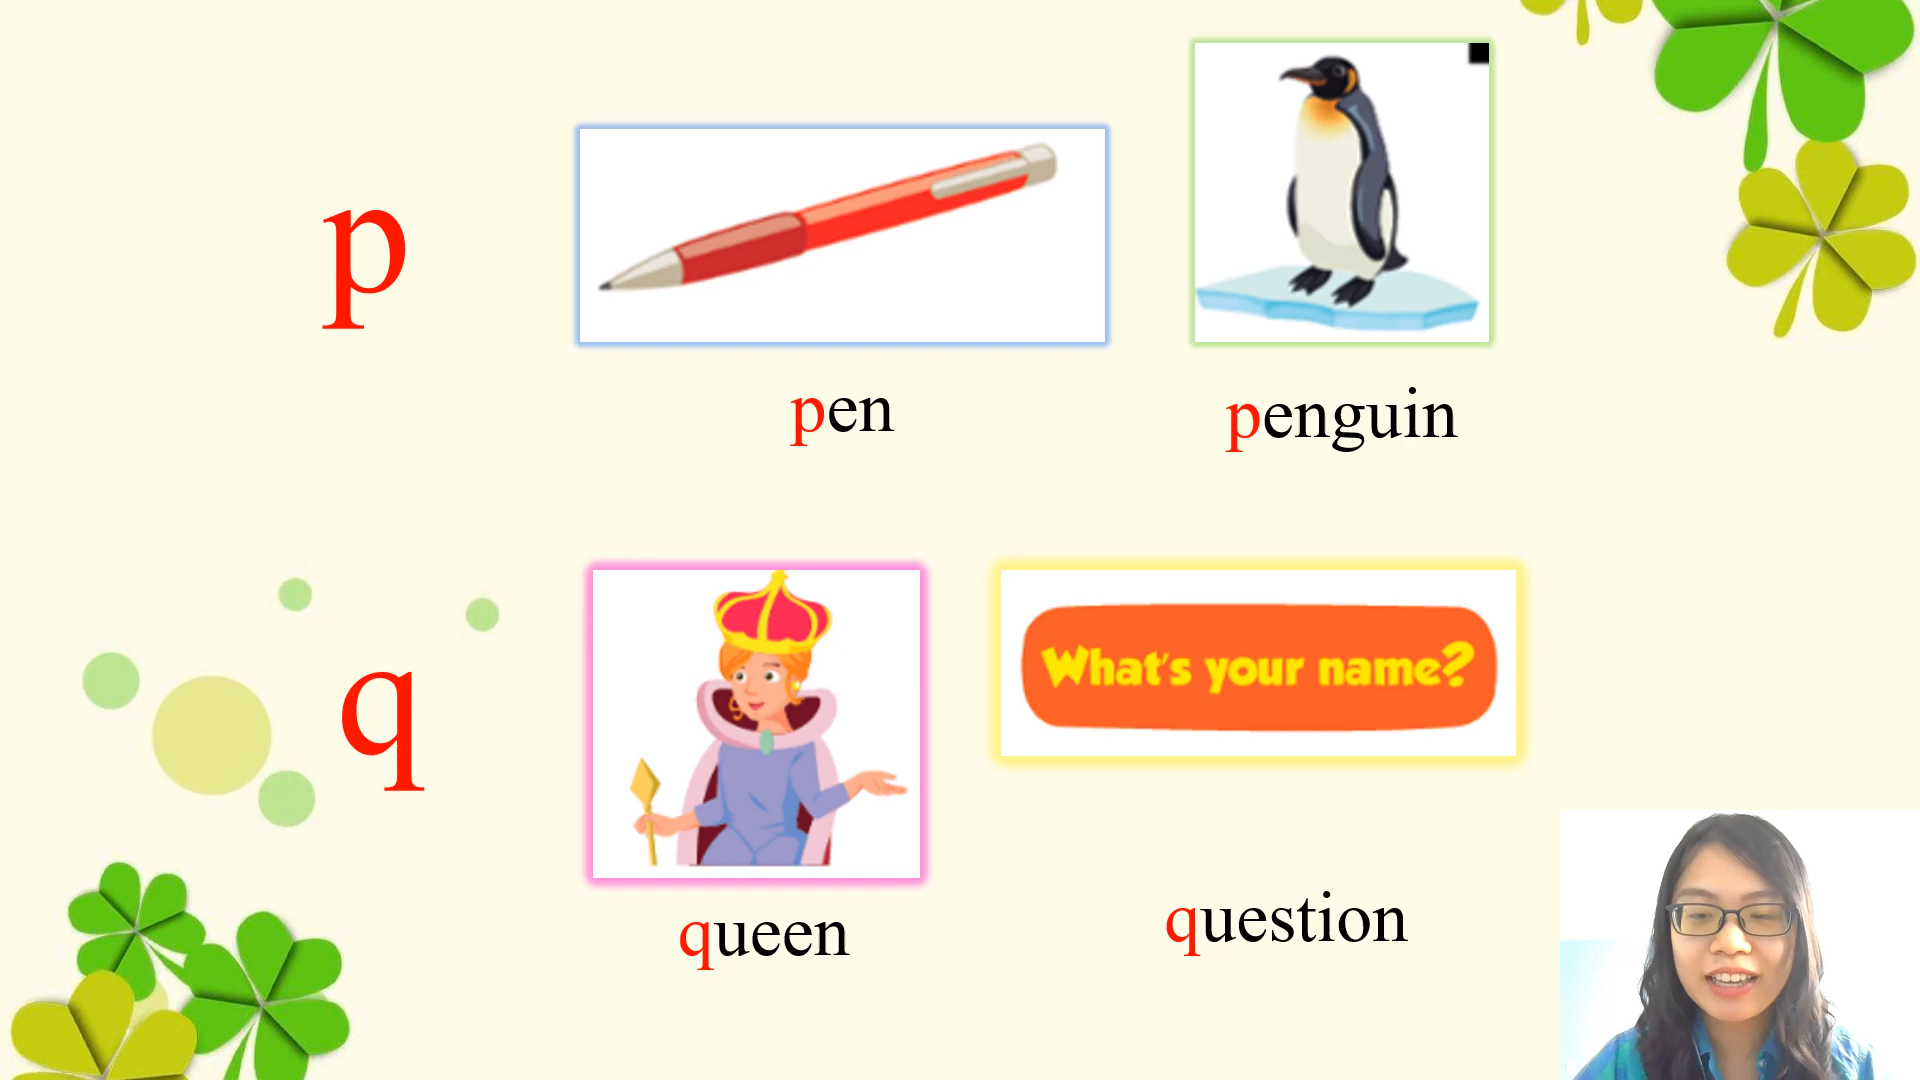 p
pen
penguin
q
What's your name?
queen
question